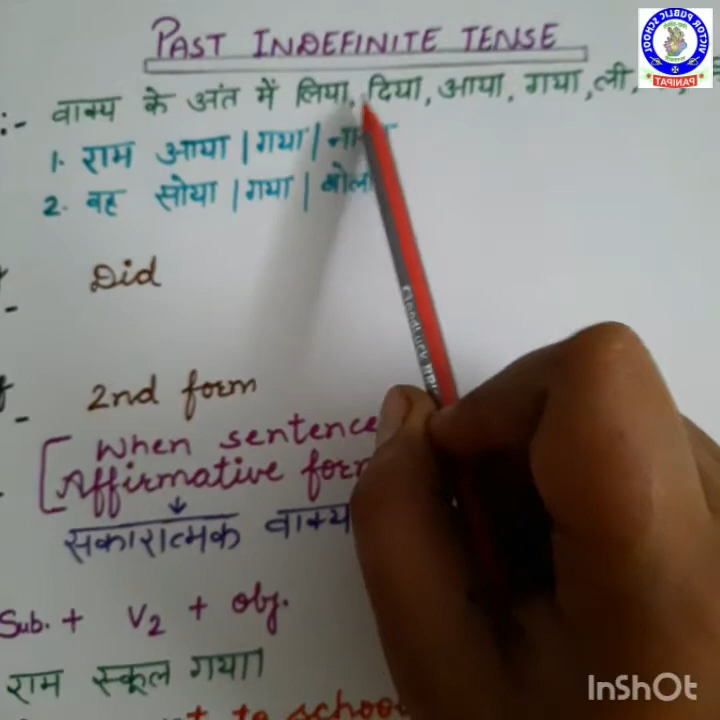 PAST INDEFINITE TENSE
:- वाक्य के अंत में लिया, दिया, आया, गया, ली,
1. राम आया | गया |
2. वह सोया | गया |
Did
2nd form
[ When sentence
Affirmative
↓
सकारात्मक वाक्य
Sub. + V2 + obj.
राम स्कूल गया।
to school
VICTOR PUBLIC SCHOOL
PANIPAT
InShOt